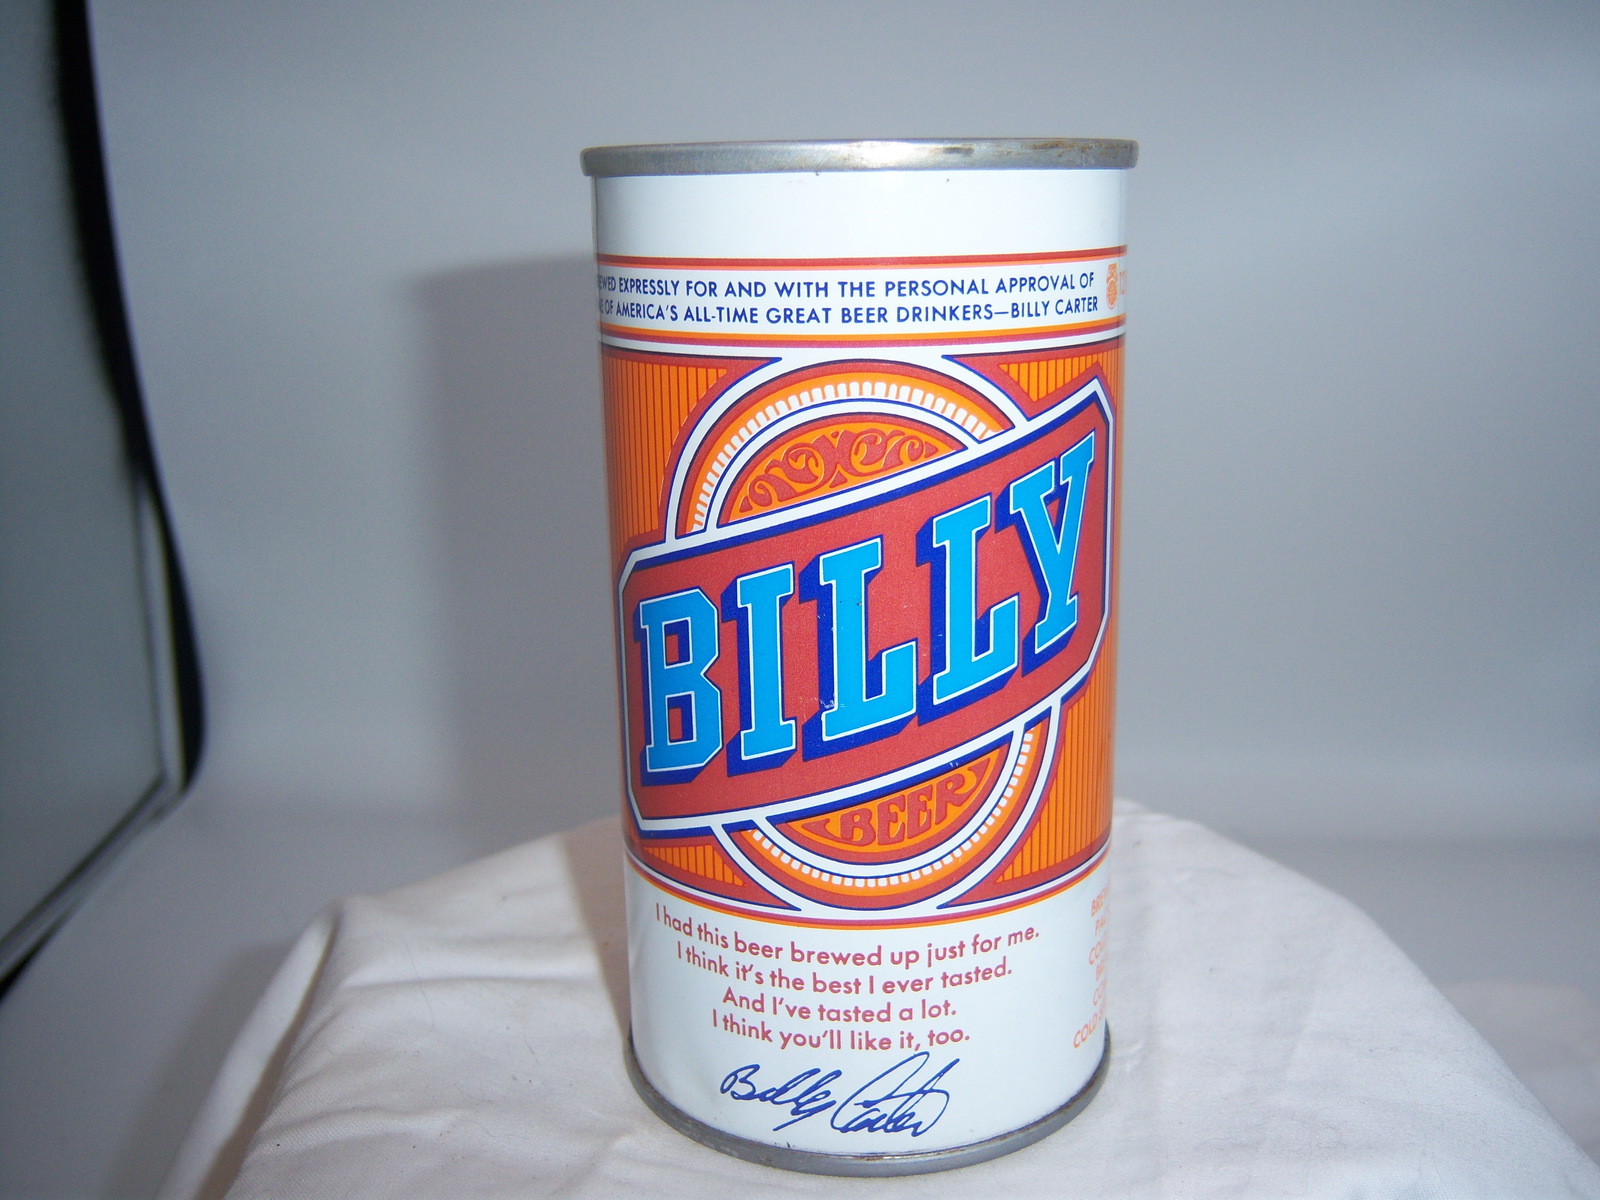 EXPRESSLY FOR AND WITH THE PERSONAL APPROVAL OF
OF AMERICA'S ALL-TIME GREAT BEER DRINKERS—BILLY CARTER
BILLY
BEER
I had this beer brewed up just for me.
I think it's the best I ever tasted.
And I've tasted a lot.
I think you'll like it, too.
Billy Carter